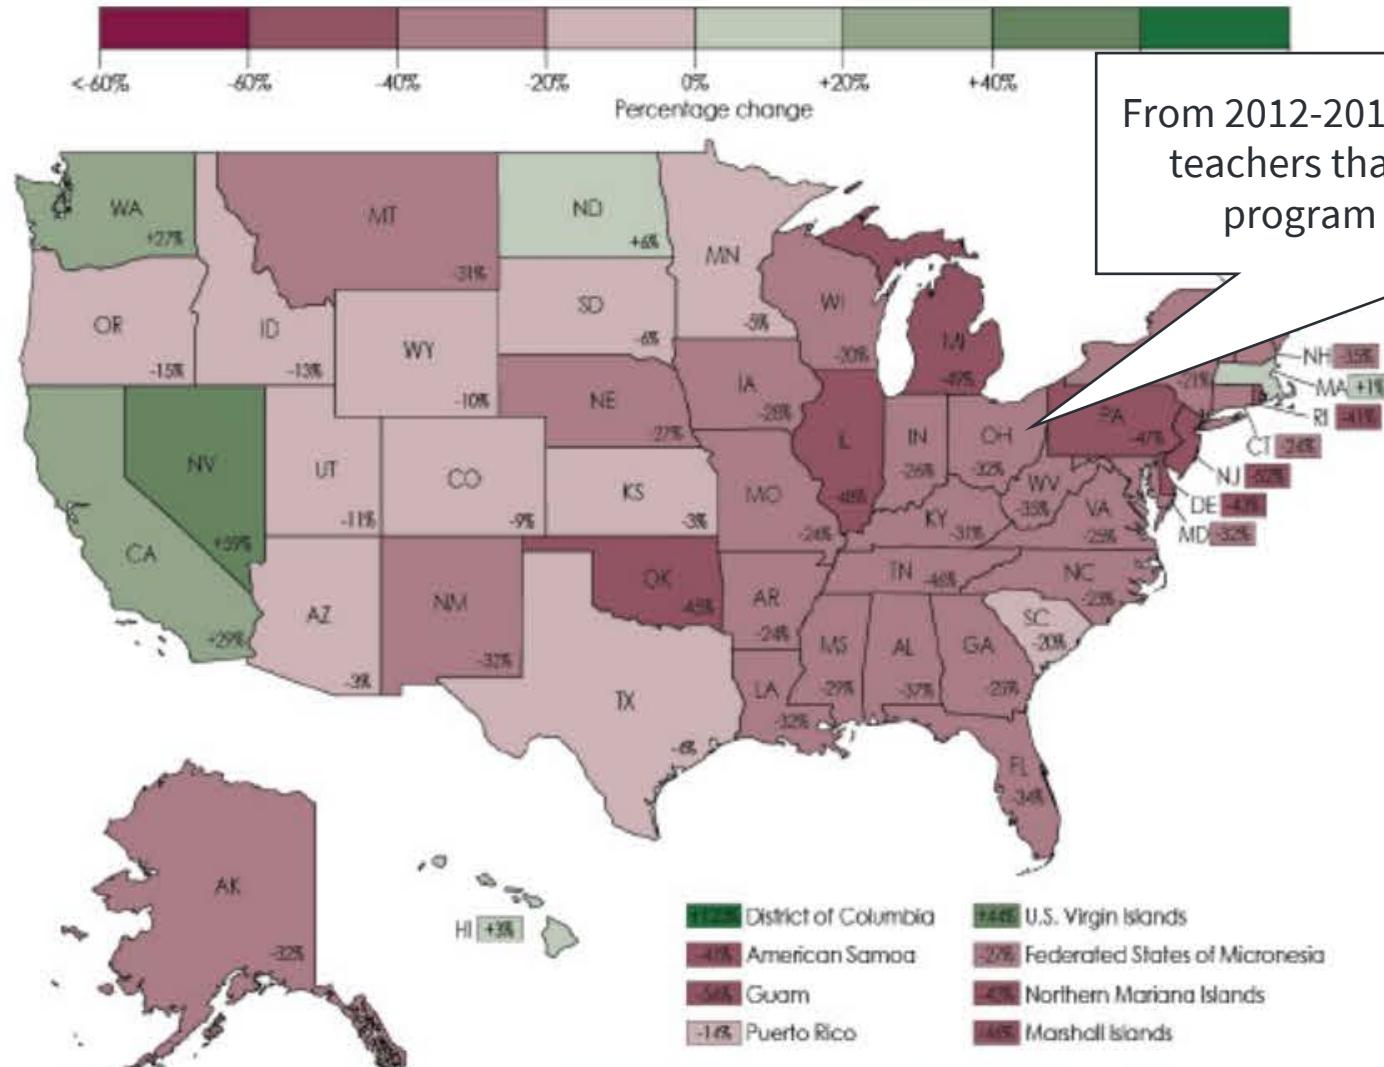 <-60%
-60%
-40%
-20%
0%
+20%
+40%
Percentage change
From 2012-201
teachers tha
program
WA
+27%
MT
-31%
ND
+6%
MN
-5%
OR
-15%
ID
-13%
WY
-10%
SD
-6%
WI
-20%
MI
-49%
NH -35%
MA +1%
RI -41%
CT -24%
NJ -52%
DE -43%
MD -32%
-21%
PA
-47%
NE
-27%
IA
-28%
IL
-48%
IN
-26%
OH
-32%
WV
-35%
VA
-25%
NV
+59%
UT
-11%
CO
-9%
KS
-3%
MO
-24%
KY
-31%
CA
+29%
AZ
-3%
NM
-32%
OK
-45%
AR
-24%
TN -46%
NC
-23%
SC
-20%
TX
-6%
LA
-32%
MS
-29%
AL
-37%
GA
-25%
FL
-34%
AK
-32%
HI +3%
District of Columbia
American Samoa
Guam
-14% Puerto Rico
+44% U.S. Virgin Islands
-27% Federated States of Micronesia
Northern Mariana Islands
Marshall Islands